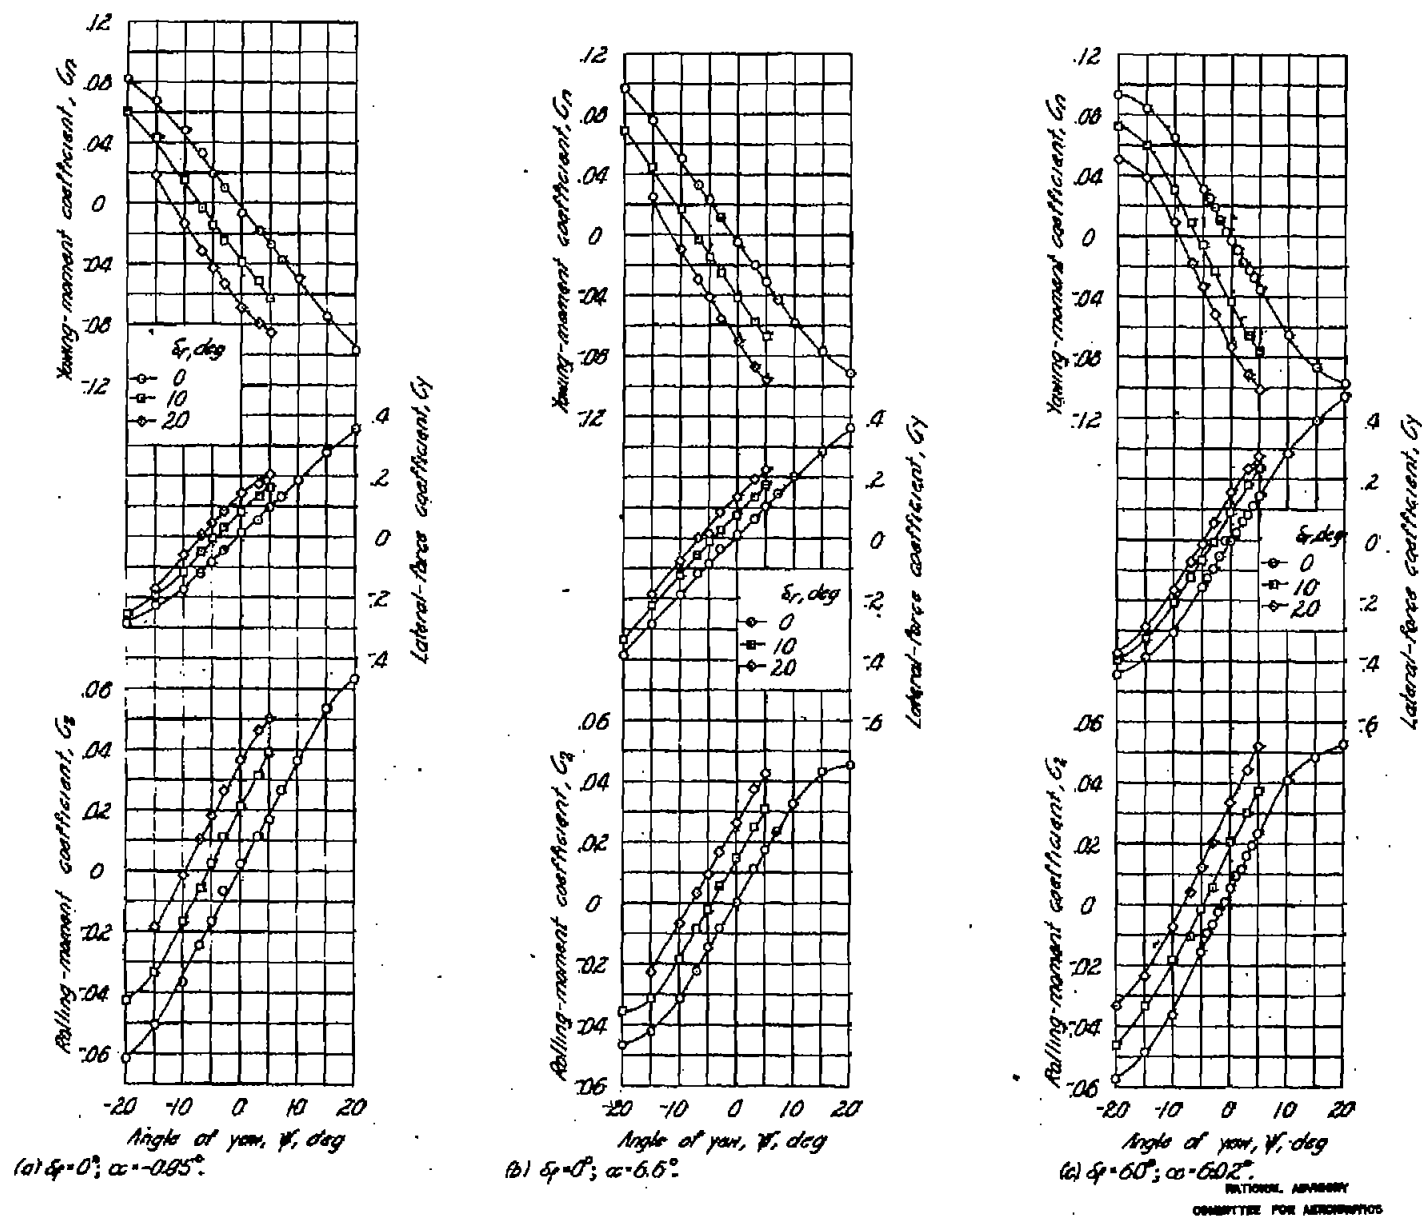 .12
.08
.04
0
-.04
-.08
-.12
Yawing-moment coefficient, Cn
δr, deg
0
10
20
.4
.2
0
-.2
-.4
Lateral-force coefficient, CY
.06
.04
.02
0
-.02
-.04
-.06
Rolling-moment coefficient, Cl
-20 -10 0 10 20
Angle of yaw, ψ, deg
(a) δf=0°; α=-0.85°.
.12
.08
.04
0
-.04
-.08
-.12
Yawing-moment coefficient, Cn
.4
.2
0
-.2
-.4
-.6
Lateral-force coefficient, CY
δr, deg
0
10
20
.06
.04
.02
0
-.02
-.04
-.06
Rolling-moment coefficient, Cl
-20 -10 0 10 20
Angle of yaw, ψ, deg
(b) δf=0°; α=6.6°.
.12
.08
.04
0
-.04
-.08
-.12
Yawing-moment coefficient, Cn
.4
.2
0
-.2
-.4
-.6
Lateral-force coefficient, CY
δr, deg
0
10
20
.06
.04
.02
0
-.02
-.04
-.06
Rolling-moment coefficient, Cl
-20 -10 0 10 20
Angle of yaw, ψ, deg
(c) δf=60°; α=6.02°.
NATIONAL ADVISORY
COMMITTEE FOR AERONAUTICS